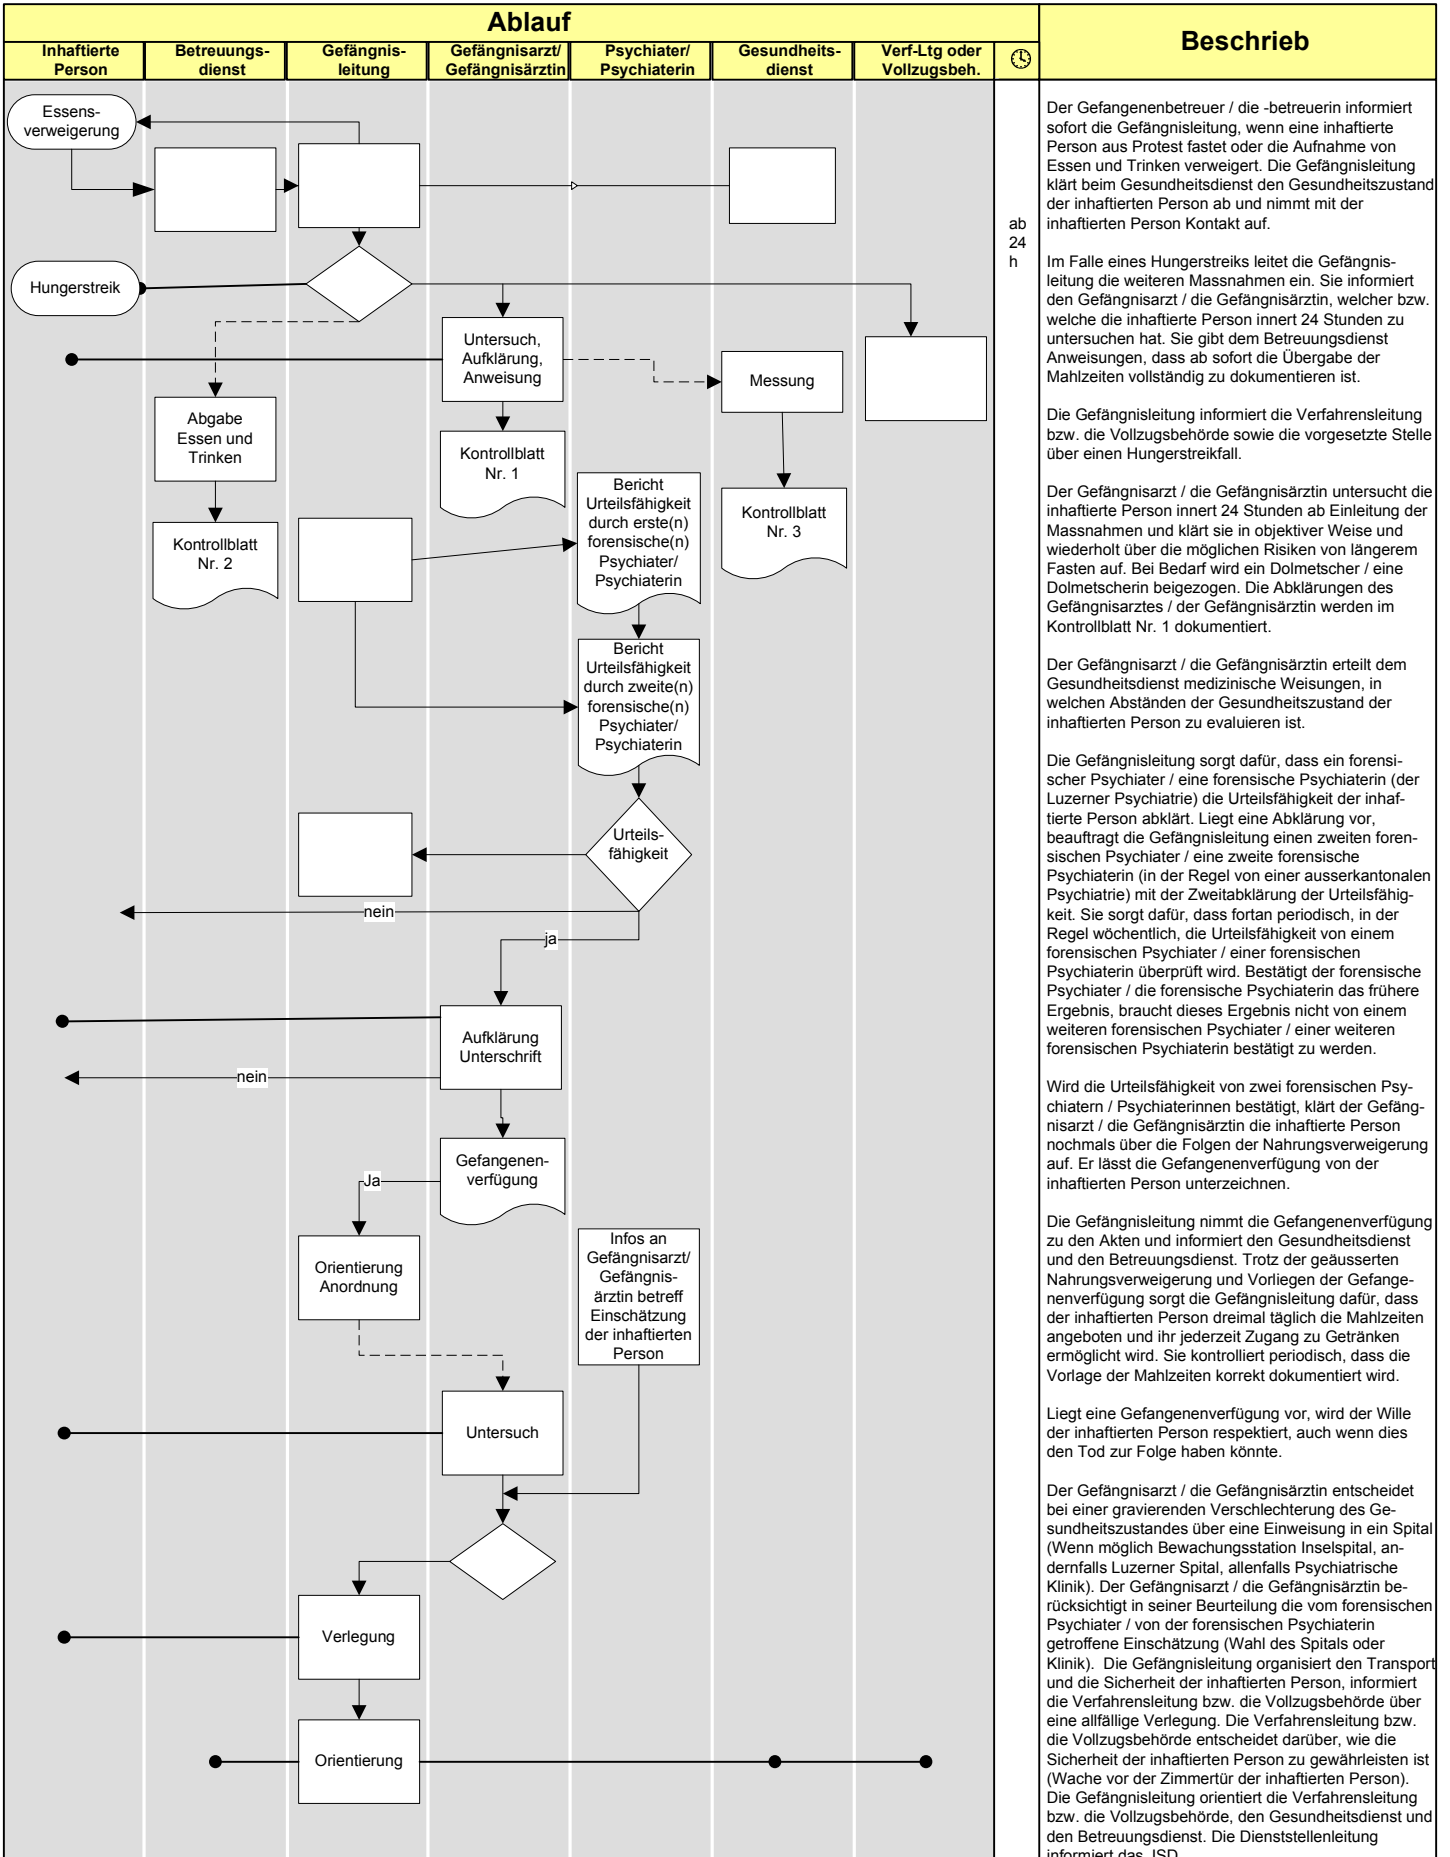 Ablauf
Beschrieb
Inhaftierte
Person
Betreuungs-
dienst
Gefängnis-
leitung
Gefängnisarzt/
Gefängnisärztin
Psychiater/
Psychiaterin
Gesundheits-
dienst
Verf-Ltg oder
Vollzugsbeh.
Essens-
verweigerung
Hungerstreik
Untersuch,
Aufklärung,
Anweisung
Messung
Abgabe
Essen und
Trinken
Kontrollblatt
Nr. 1
Bericht
Urteilsfähigkeit
durch erste(n)
forensische(n)
Psychiater/
Psychiaterin
Kontrollblatt
Nr. 3
Kontrollblatt
Nr. 2
Bericht
Urteilsfähigkeit
durch zweite(n)
forensische(n)
Psychiater/
Psychiaterin
Urteils-
fähigkeit
nein
ja
Aufklärung
Unterschrift
nein
Gefangenen-
verfügung
Ja
Orientierung
Anordnung
Infos an
Gefängnisarzt/
Gefängnis-
ärztin betreff
Einschätzung
der inhaftierten
Person
Untersuch
Verlegung
Orientierung
ab
24
h
Der Gefangenenbetreuer / die -betreuerin informiert
sofort die Gefängnisleitung, wenn eine inhaftierte
Person aus Protest fastet oder die Aufnahme von
Essen und Trinken verweigert. Die Gefängnisleitung
klärt beim Gesundheitsdienst den Gesundheitszustand
der inhaftierten Person ab und nimmt mit der
inhaftierten Person Kontakt auf.
Im Falle eines Hungerstreiks leitet die Gefängnis-
leitung die weiteren Massnahmen ein. Sie informiert
den Gefängnisarzt / die Gefängnisärztin, welcher bzw.
welche die inhaftierte Person innert 24 Stunden zu
untersuchen hat. Sie gibt dem Betreuungsdienst
Anweisungen, dass ab sofort die Übergabe der
Mahlzeiten vollständig zu dokumentieren ist.
Die Gefängnisleitung informiert die Verfahrensleitung
bzw. die Vollzugsbehörde sowie die vorgesetzte Stelle
über einen Hungerstreikfall.
Der Gefängnisarzt / die Gefängnisärztin untersucht die
inhaftierte Person innert 24 Stunden ab Einleitung der
Massnahmen und klärt sie in objektiver Weise und
wiederholt über die möglichen Risiken von längerem
Fasten auf. Bei Bedarf wird ein Dolmetscher / eine
Dolmetscherin beigezogen. Die Abklärungen des
Gefängnisarztes / der Gefängnisärztin werden im
Kontrollblatt Nr. 1 dokumentiert.
Der Gefängnisarzt / die Gefängnisärztin erteilt dem
Gesundheitsdienst medizinische Weisungen, in
welchen Abständen der Gesundheitszustand der
inhaftierten Person zu evaluieren ist.
Die Gefängnisleitung sorgt dafür, dass ein forensi-
scher Psychiater / eine forensische Psychiaterin (der
Luzerner Psychiatrie) die Urteilsfähigkeit der inhaf-
tierte Person abklärt. Liegt eine Abklärung vor,
beauftragt die Gefängnisleitung einen zweiten foren-
sischen Psychiater / eine zweite forensische
Psychiaterin (in der Regel von einer ausserkantonalen
Psychiatrie) mit der Zweitabklärung der Urteilsfähig-
keit. Sie sorgt dafür, dass fortan periodisch, in der
Regel wöchentlich, die Urteilsfähigkeit von einem
forensischen Psychiater / einer forensischen
Psychiaterin überprüft wird. Bestätigt der forensische
Psychiater / die forensische Psychiaterin das frühere
Ergebnis, braucht dieses Ergebnis nicht von einem
weiteren forensischen Psychiater / einer weiteren
forensischen Psychiaterin bestätigt zu werden.
Wird die Urteilsfähigkeit von zwei forensischen Psy-
chiatern / Psychiaterinnen bestätigt, klärt der Gefäng-
nisarzt / die Gefängnisärztin die inhaftierte Person
nochmals über die Folgen der Nahrungsverweigerung
auf. Er lässt die Gefangenenverfügung von der
inhaftierten Person unterzeichnen.
Die Gefängnisleitung nimmt die Gefangenenverfügung
zu den Akten und informiert den Gesundheitsdienst
und den Betreuungsdienst. Trotz der geäusserten
Nahrungsverweigerung und Vorliegen der Gefange-
nenverfügung sorgt die Gefängnisleitung dafür, dass
der inhaftierten Person dreimal täglich die Mahlzeiten
angeboten und ihr jederzeit Zugang zu Getränken
ermöglicht wird. Sie kontrolliert periodisch, dass die
Vorlage der Mahlzeiten korrekt dokumentiert wird.
Liegt eine Gefangenenverfügung vor, wird der Wille
der inhaftierten Person respektiert, auch wenn dies
den Tod zur Folge haben könnte.
Der Gefängnisarzt / die Gefängnisärztin entscheidet
bei einer gravierenden Verschlechterung des Ge-
sundheitszustandes über eine Einweisung in ein Spital
(Wenn möglich Bewachungsstation Inselspital, an-
dernfalls Luzerner Spital, allenfalls Psychiatrische
Klinik). Der Gefängnisarzt / die Gefängnisärztin be-
rücksichtigt in seiner Beurteilung die vom forensischen
Psychiater / von der forensischen Psychiaterin
getroffene Einschätzung (Wahl des Spitals oder
Klinik).  Die Gefängnisleitung organisiert den Transport
und die Sicherheit der inhaftierten Person, informiert
die Verfahrensleitung bzw. die Vollzugsbehörde über
eine allfällige Verlegung. Die Verfahrensleitung bzw.
die Vollzugsbehörde entscheidet darüber, wie die
Sicherheit der inhaftierten Person zu gewährleisten ist
(Wache vor der Zimmertür der inhaftierten Person).
Die Gefängnisleitung orientiert die Verfahrensleitung
bzw. die Vollzugsbehörde, den Gesundheitsdienst und
den Betreuungsdienst. Die Dienststellenleitung
informiert das JSD